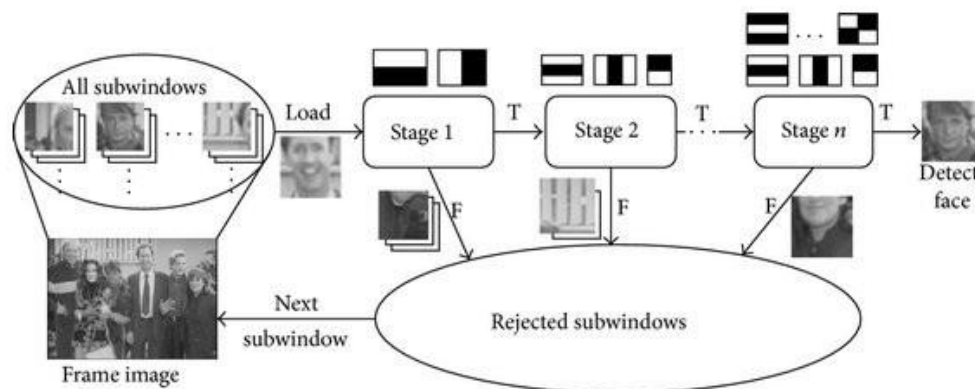 All subwindows
Load
Stage 1
T
Stage 2
T
Stage n
T
Detect
face
F
F
F
Rejected subwindows
Next
subwindow
Frame image